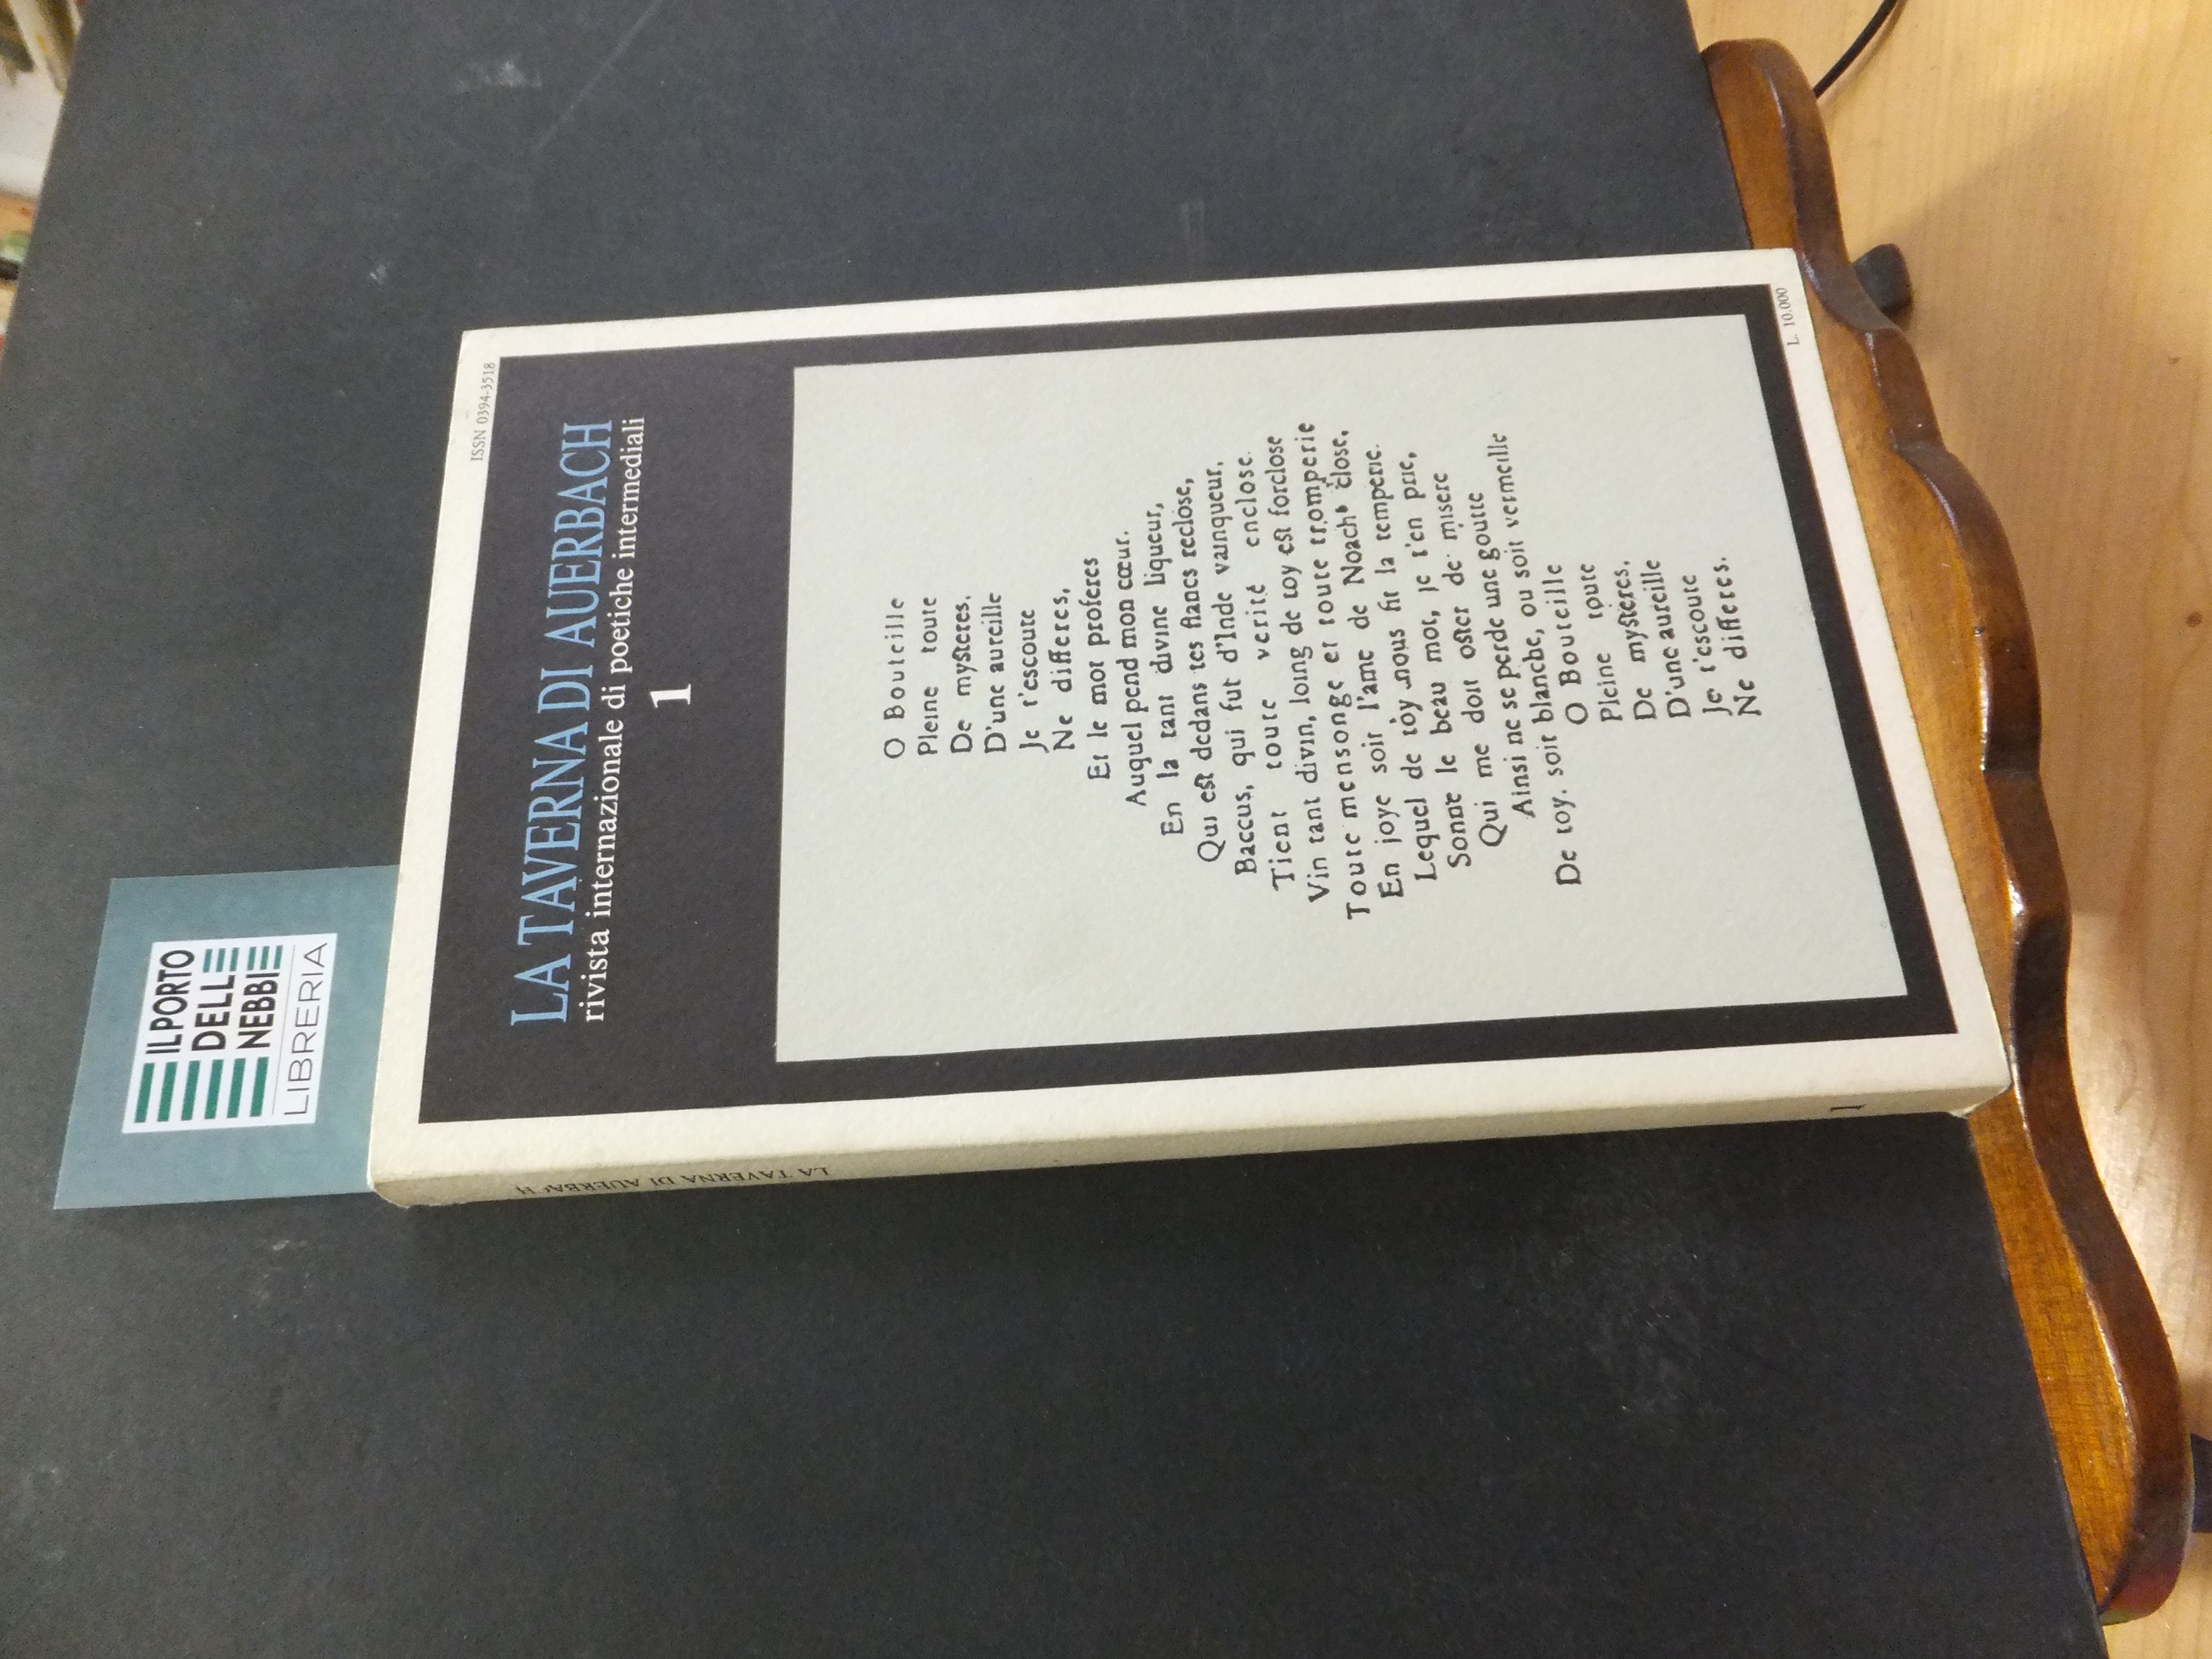 IL PORTO
DELLE
NEBBIE
LIBRERIA
ISSN 0394-3518
LA TAVERNA DI AUERBACH
rivista internazionale di poetiche intermediali
1
O Bouteille
Pleine toute
De mysteres,
D'une aureille
Je t'escoute
Ne differes,
Et le mot proferes
Auquel pend mon cœur.
En la tant divine liqueur,
Qui est dedans tes flancs reclose,
Baccus, qui fut d'Inde vainqueur,
Tient toute verité enclose.
Vin tant divin, loing de toy est forclose
Toute mensonge et toute tromperie
En joye soit l'ame de Noach close,
Lequel de toy nous fit la temperie.
Sonne le beau mot, je t'en prie,
Qui me doit oster de misere
Ainsi ne se perde une goutte
De toy. soit blanche, ou soit vermeille
O Bouteille
Pleine toute
De mysteres,
D'une aureille
Je t'escoute
Ne differes.
L. 10.000
LA TAVERNA DI AUERBACH
1